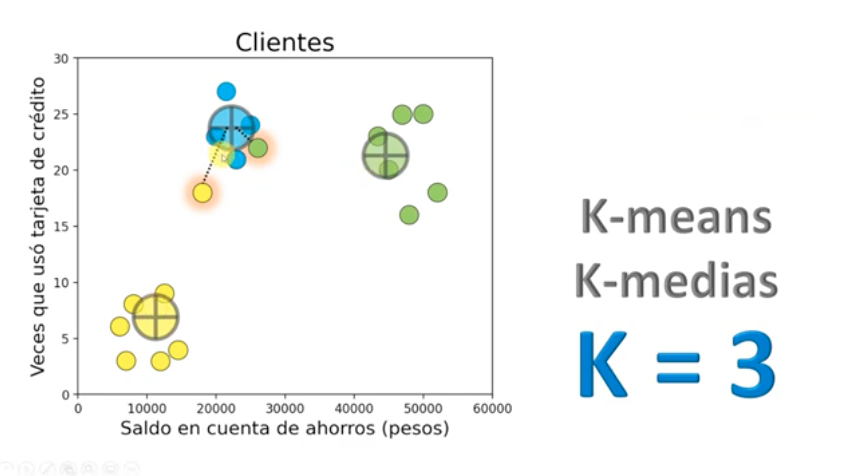 Clientes
Veces que usó tarjeta de crédito
30
25
20
15
10
5
0
0 10000 20000 30000 40000 50000 60000
Saldo en cuenta de ahorros (pesos)
K-means
K-medias
K = 3